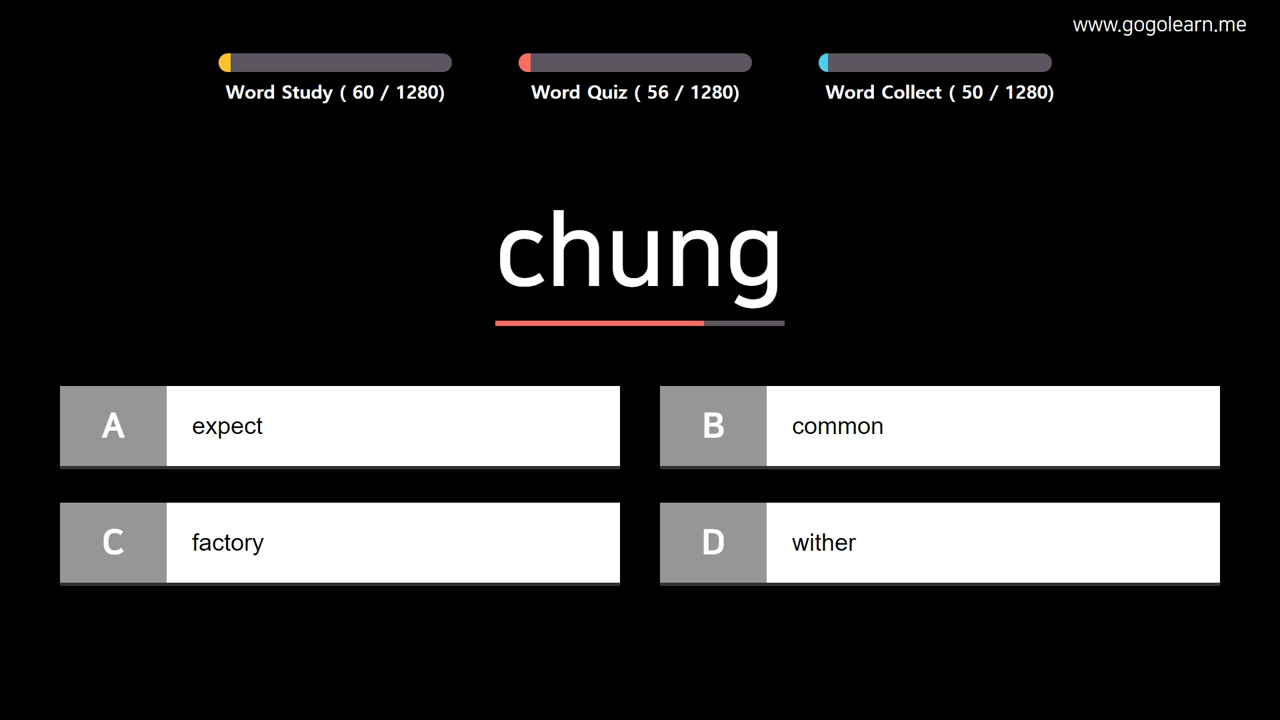 www.gogolearn.me
Word Study ( 60 / 1280)
Word Quiz ( 56 / 1280)
Word Collect ( 50 / 1280)
chung
A expect
B common
C factory
D wither